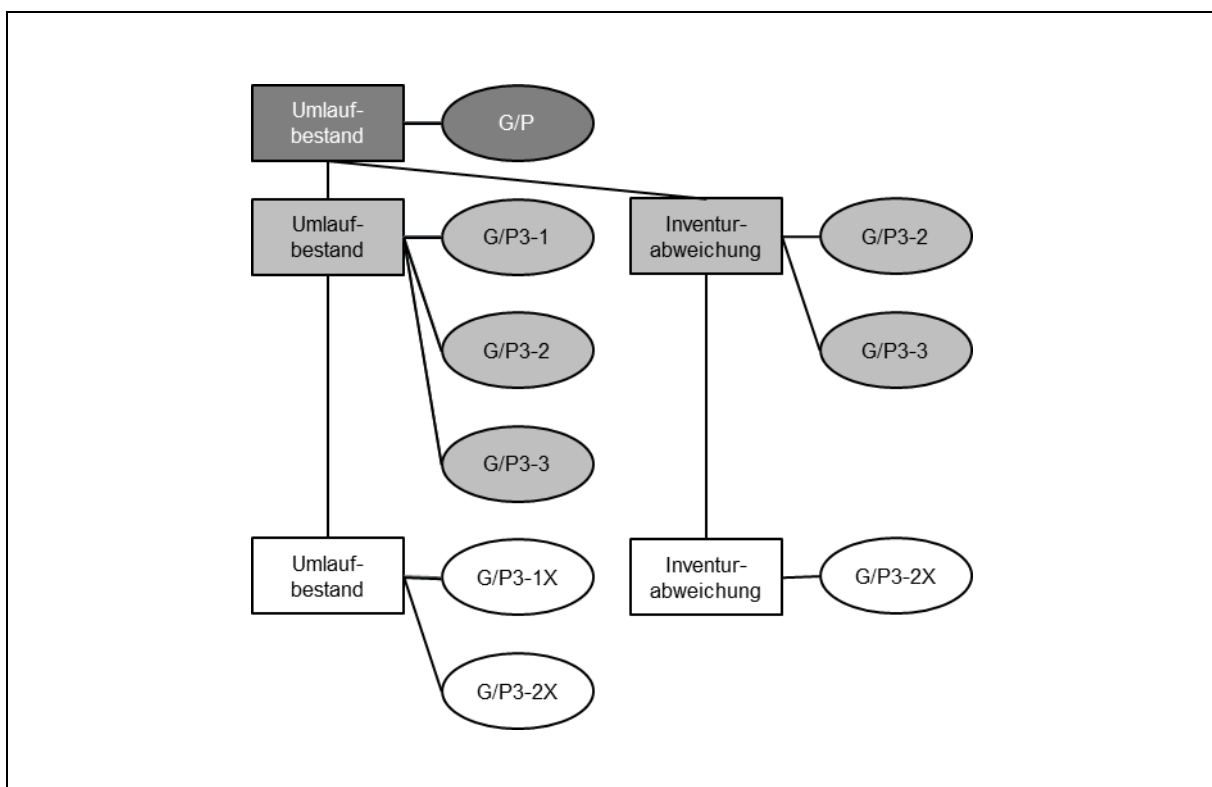 Umlauf-
bestand
G/P
Umlauf-
bestand
G/P3-1
Inventur-
abweichung
G/P3-2
G/P3-2
G/P3-3
G/P3-3
Umlauf-
bestand
G/P3-1X
Inventur-
abweichung
G/P3-2X
G/P3-2X